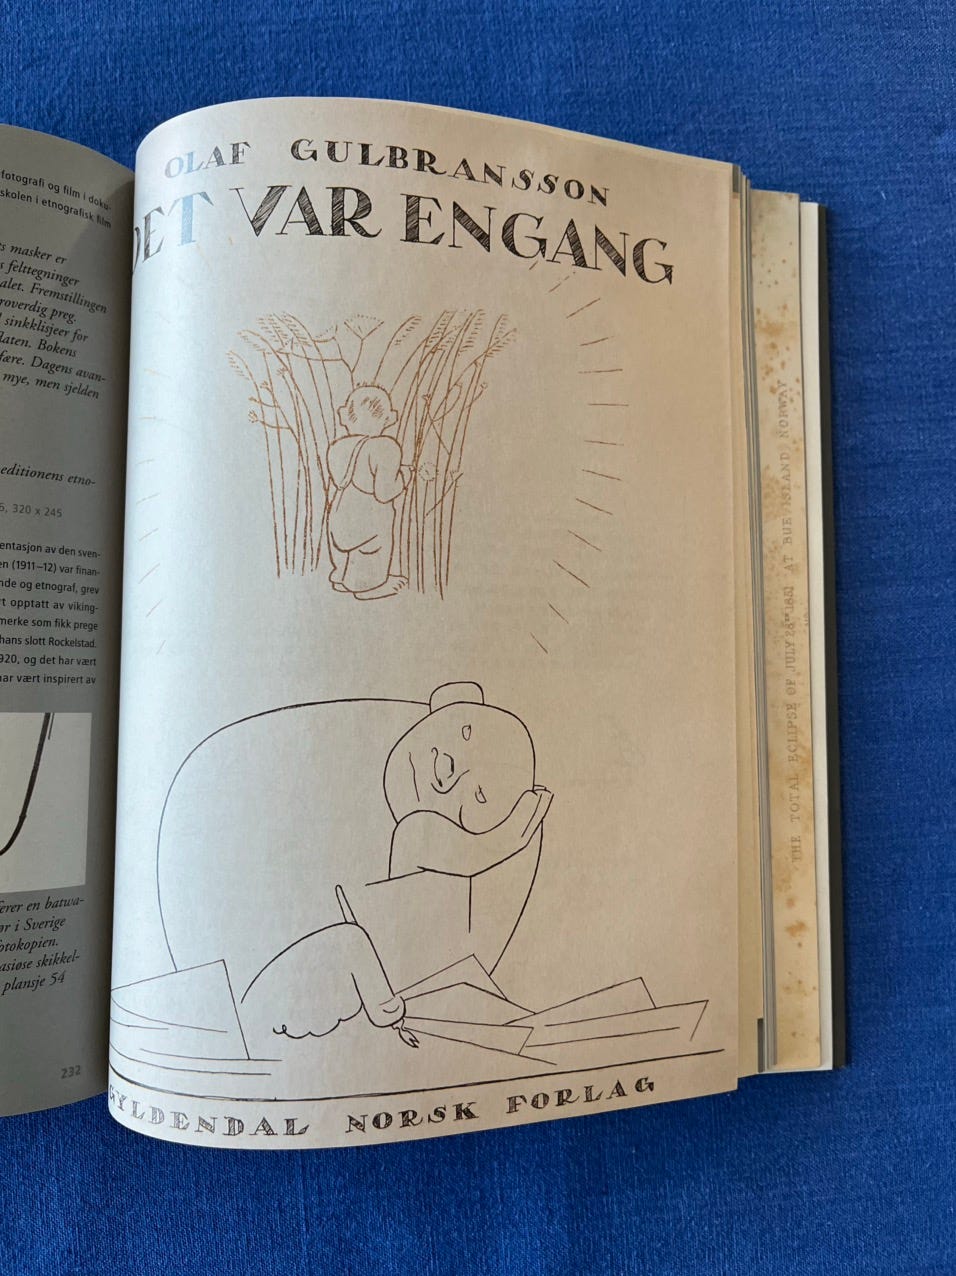 fotografi og film i doku-
skolen i etnografisk film
masker er
felttegninger
alet. Fremstillingen
roverdig preg.
sinkklisjeer for
laten. Bokens
fære. Dagens avan-
mye, men sjelden
editionens etno-
320 x 245
entasjon av den sven-
en (1911–12) var finan-
nde og etnograf, grev
opptatt av viking-
merke som fikk prege
hans slott Rockelstad.
920, og det har vært
har vært inspirert av
ferer en batwa-
ør i Sverige
otokopien.
asiøse skikkel-
plansje 54
232
OLAF GULBRANSSON
DET VAR ENGANG
GYLDENDAL NORSK FORLAG
THE TOTAL ECLIPSE OF JULY 28TH 1851 AT BUE ISLAND NORWAY